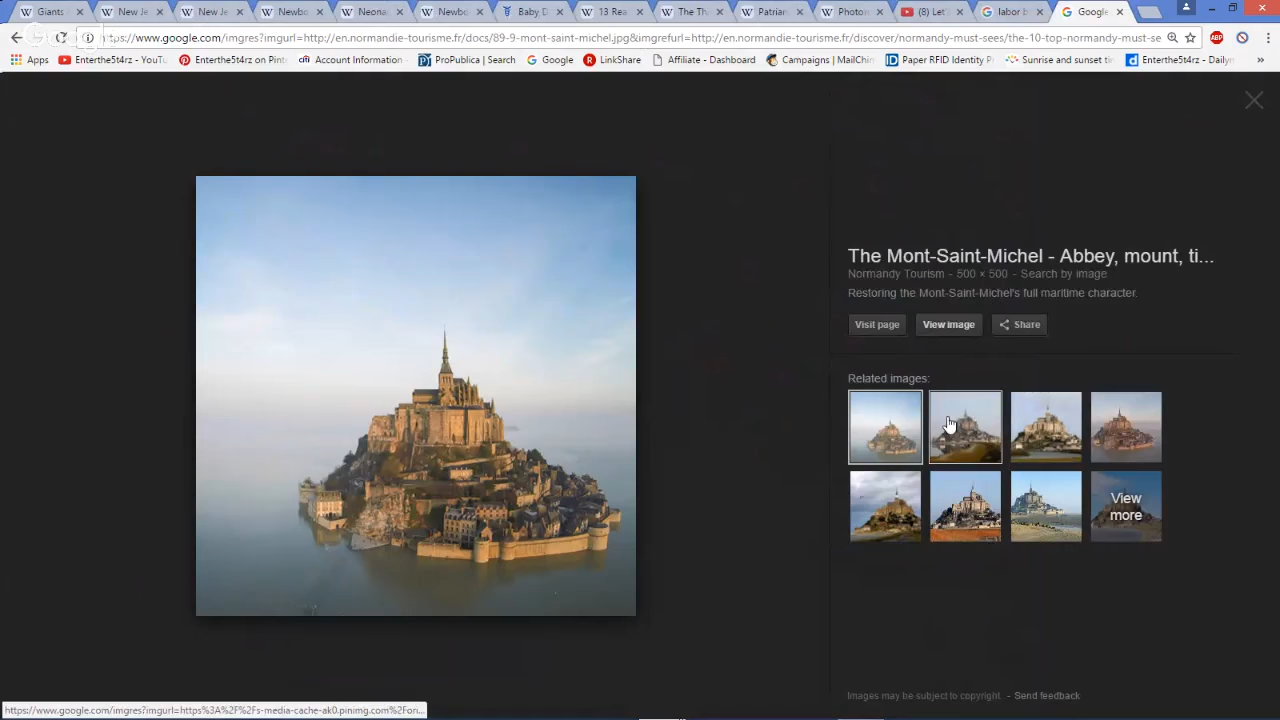 Giants
New Je
New Je
Newbo
Neona
Newbo
Baby D
13 Rea
The Th
Patrian
Photon
(8) Let'
labor b
Google
https://www.google.com/imgres?imgurl=http://en.normandie-tourisme.fr/docs/89-9-mont-saint-michel.jpg&imgrefurl=http://en.normandie-tourisme.fr/discover/normandy-must-sees/the-10-top-normandy-must-se
Apps
Enterthe5t4rz - YouTu
Enterthe5t4rz on Pint
Account Information
ProPublica | Search
Google
LinkShare
Affiliate - Dashboard
Campaigns | MailChim
Paper RFID Identity P
Sunrise and sunset tim
Enterthe5t4rz - Dailyn
»
The Mont-Saint-Michel - Abbey, mount, ti...
Normandy Tourism - 500 × 500 - Search by image
Restoring the Mont-Saint-Michel's full maritime character.
Visit page
View image
Share
Related images:
View
more
Images may be subject to copyright. - Send feedback
https://www.google.com/imgres?imgurl=https%3A%2F%2Fs-media-cache-ak0.pinimg.com%2Fori...